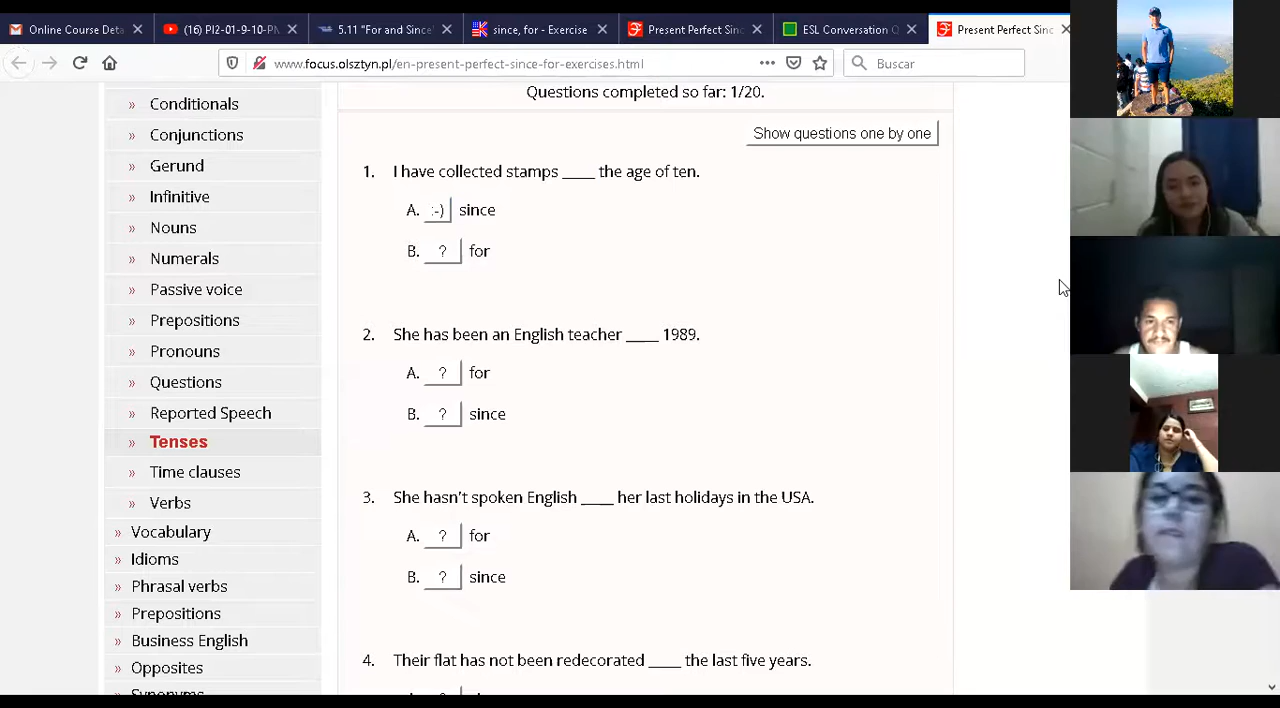 Online Course Deta
(16) PI2-01-P-10-PM
5.11 "For and Since"
since, for - Exercise
Present Perfect Sinc
ESL Conversation Q
Present Perfect Sinc
www.focus.olsztyn.pl/en-present-perfect-since-for-exercises.html
Buscar
Questions completed so far: 1/20.
Show questions one by one
» Conditionals
» Conjunctions
» Gerund
» Infinitive
» Nouns
» Numerals
» Passive voice
» Prepositions
» Pronouns
» Questions
» Reported Speech
» Tenses
» Time clauses
» Verbs
» Vocabulary
» Idioms
» Phrasal verbs
» Prepositions
» Business English
» Opposites
» Synonyms
1. I have collected stamps ____ the age of ten.
A. :-) since
B. ? for
2. She has been an English teacher ____ 1989.
A. ? for
B. ? since
3. She hasn't spoken English ____ her last holidays in the USA.
A. ? for
B. ? since
4. Their flat has not been redecorated ____ the last five years.